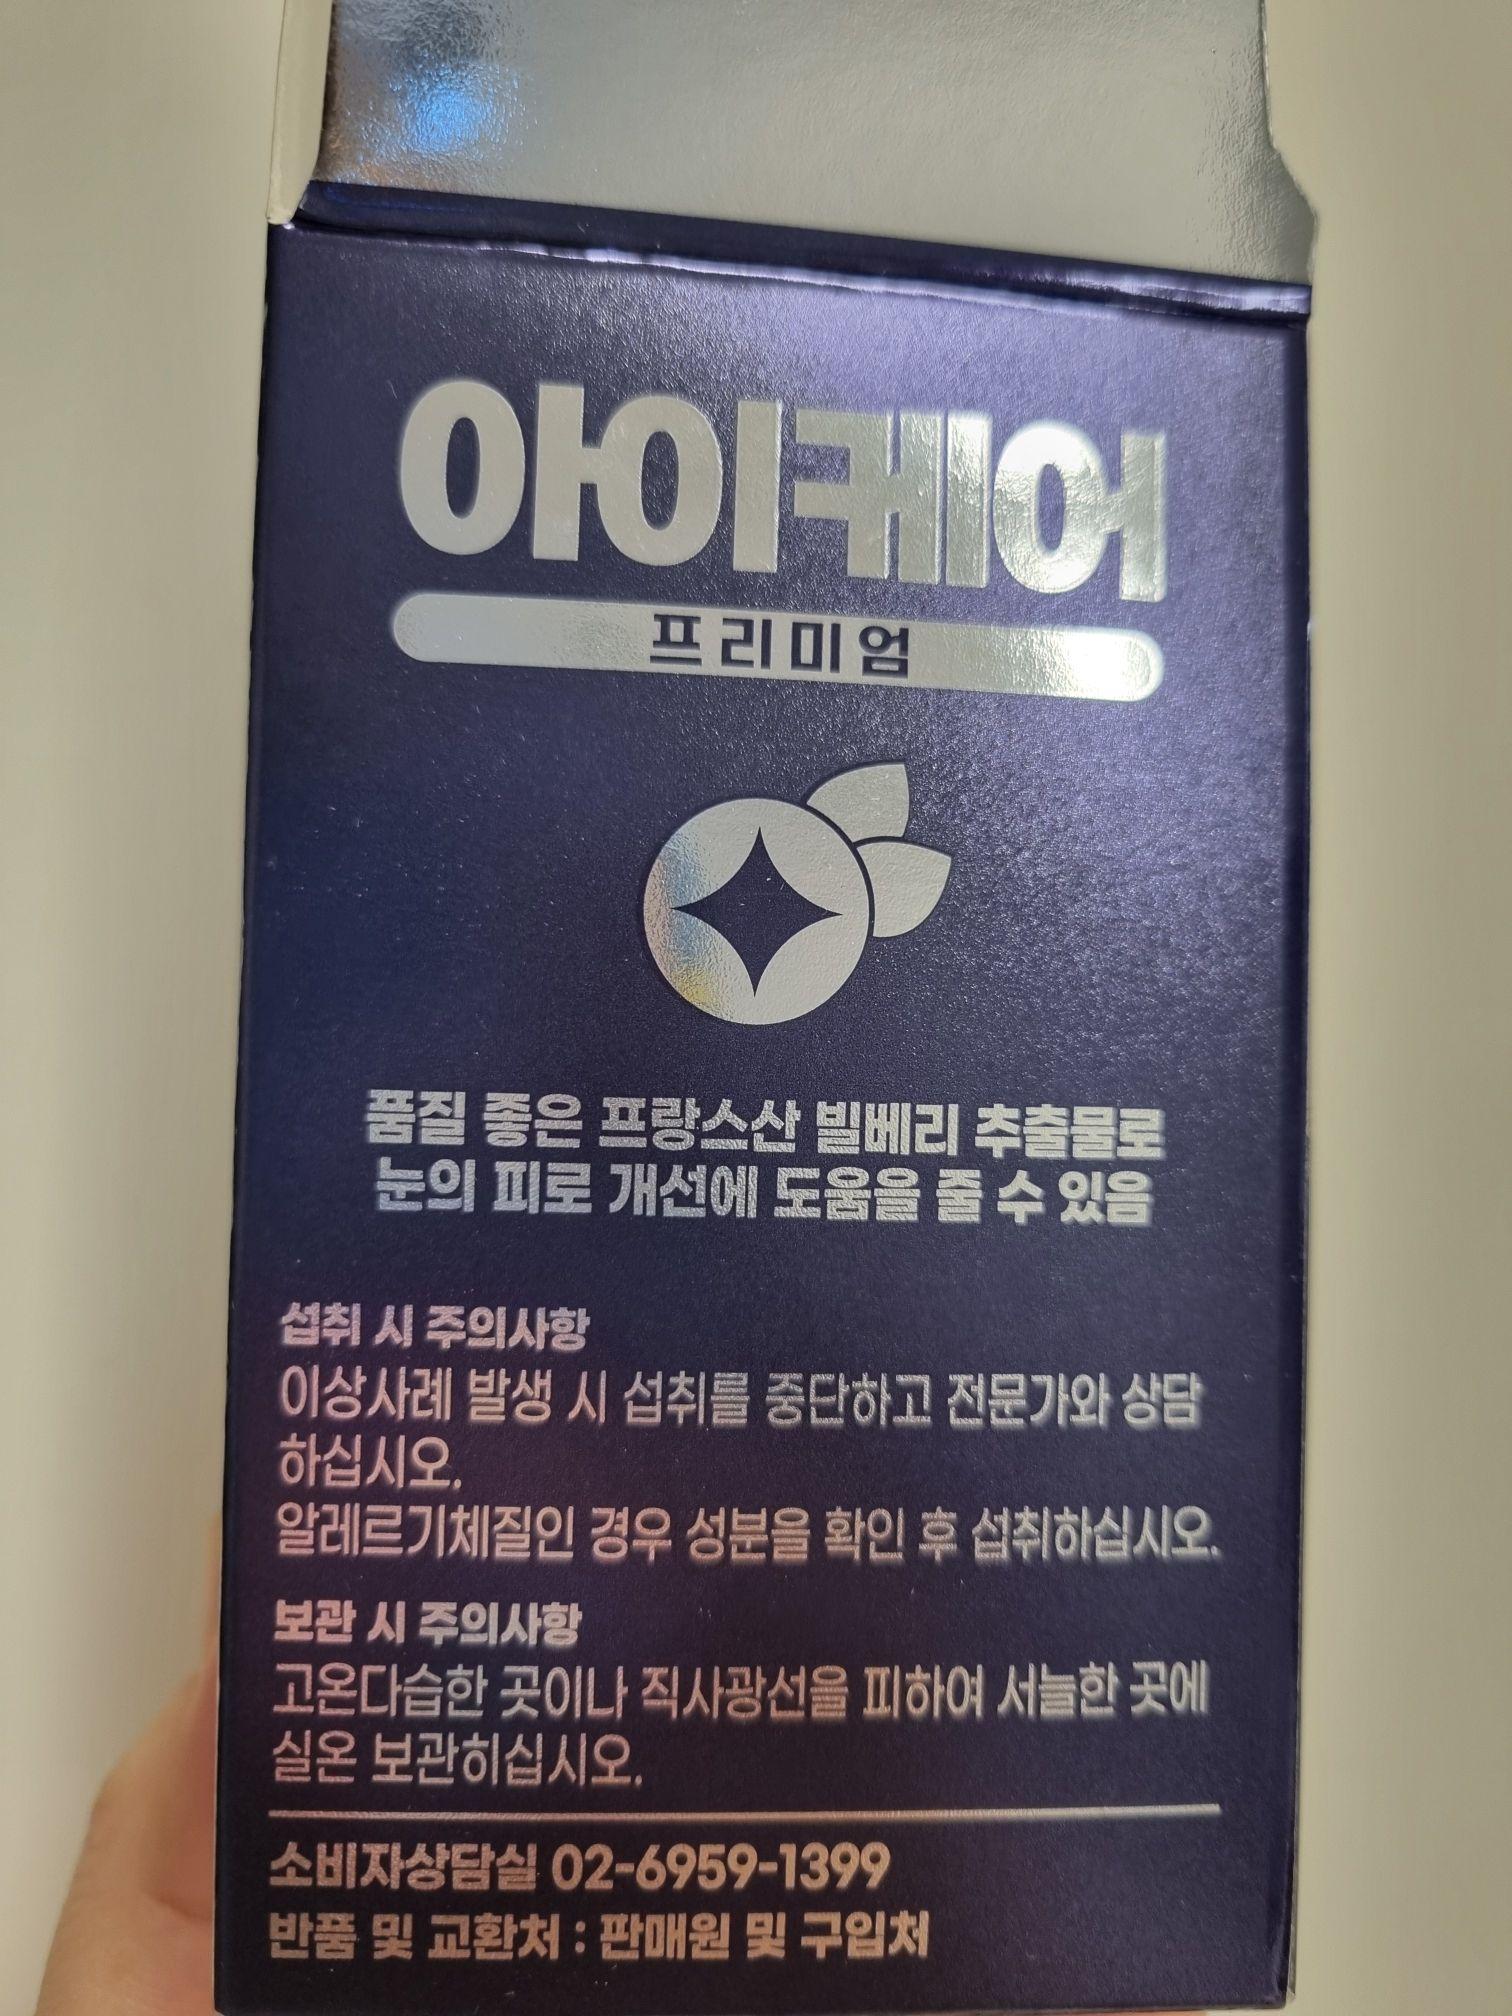 아이케어
프리미엄
품질 좋은 프랑스산 빌베리 추출물로
눈의 피로 개선에 도움을 줄 수 있음
섭취 시 주의사항
이상사례 발생 시 섭취를 중단하고 전문가와 상담
하십시오.
알레르기체질인 경우 성분을 확인 후 섭취하십시오.
보관 시 주의사항
고온다습한 곳이나 직사광선을 피하여 서늘한 곳에
실온 보관히십시오.
소비자상담실 02-6959-1399
반품 및 교환처 : 판매원 및 구입처